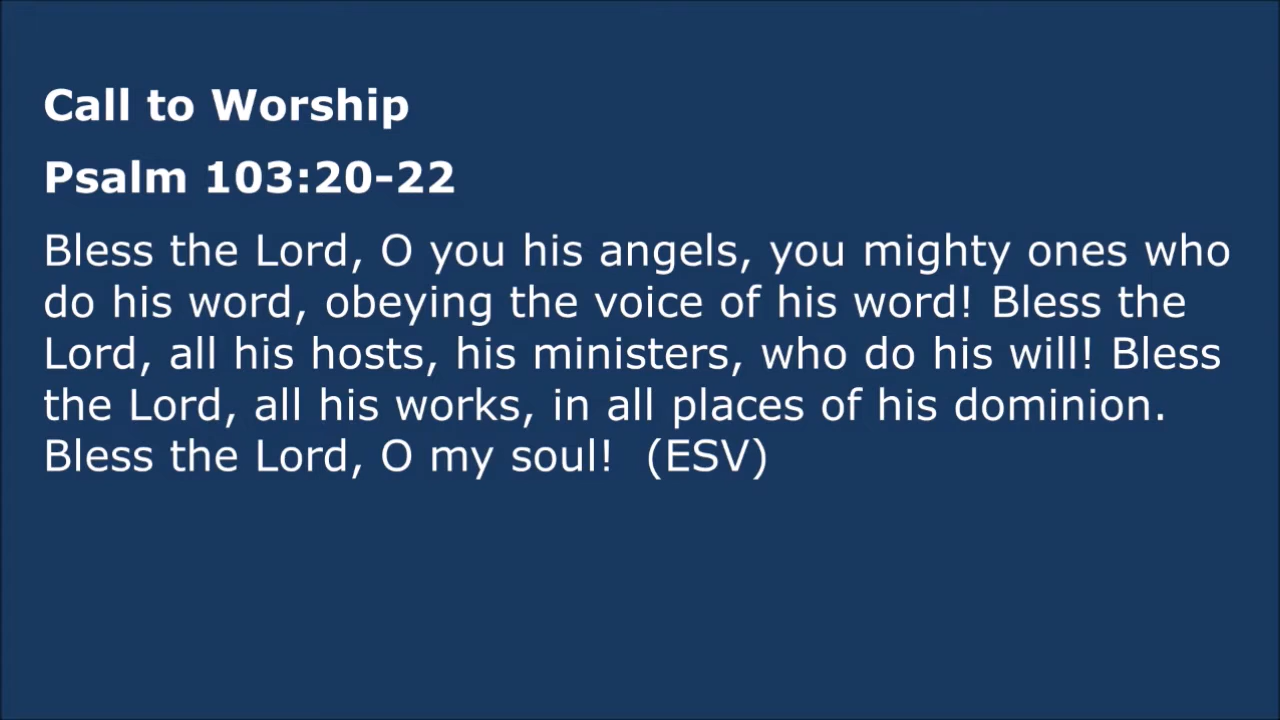 Call to Worship
Psalm 103:20-22
Bless the Lord, O you his angels, you mighty ones who
do his word, obeying the voice of his word! Bless the
Lord, all his hosts, his ministers, who do his will! Bless
the Lord, all his works, in all places of his dominion.
Bless the Lord, O my soul!  (ESV)